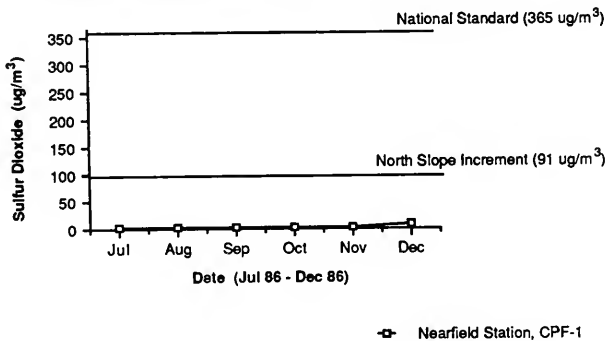 National Standard (365 ug/m³)
350
300
250
200
150
100
50
0
Sulfur Dioxide (ug/m³)
North Slope Increment (91 ug/m³)
Jul Aug Sep Oct Nov Dec
Date (Jul 86 - Dec 86)
Nearfield Station, CPF-1